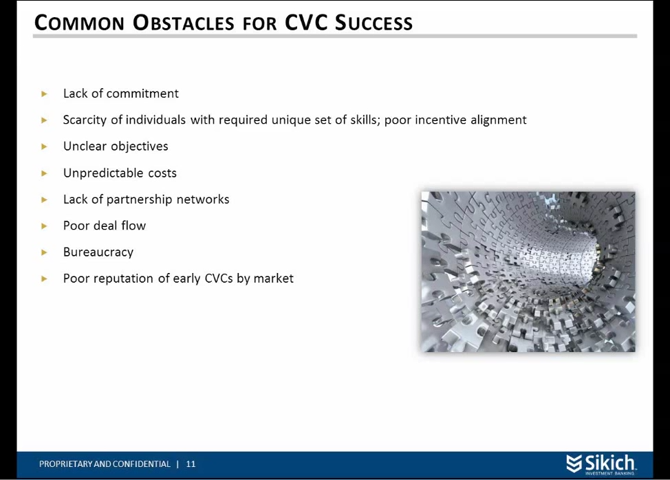 COMMON OBSTACLES FOR CVC SUCCESS
Lack of commitment
Scarcity of individuals with required unique set of skills; poor incentive alignment
Unclear objectives
Unpredictable costs
Lack of partnership networks
Poor deal flow
Bureaucracy
Poor reputation of early CVCs by market
PROPRIETARY AND CONFIDENTIAL | 11
Sikich
INVESTMENT BANKING